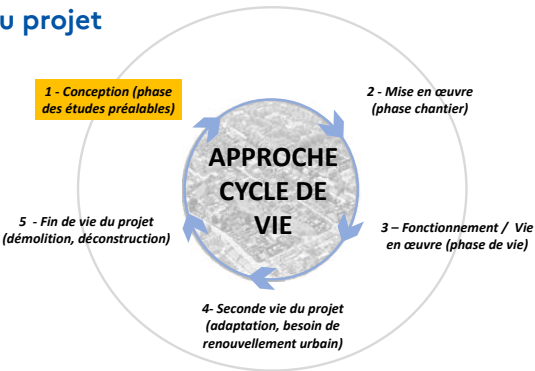 u projet
1 - Conception (phase
des études préalables)
2 - Mise en œuvre
(phase chantier)
APPROCHE
CYCLE DE
VIE
5 - Fin de vie du projet
(démolition, déconstruction)
3 – Fonctionnement / Vie
en œuvre (phase de vie)
4- Seconde vie du projet
(adaptation, besoin de
renouvellement urbain)